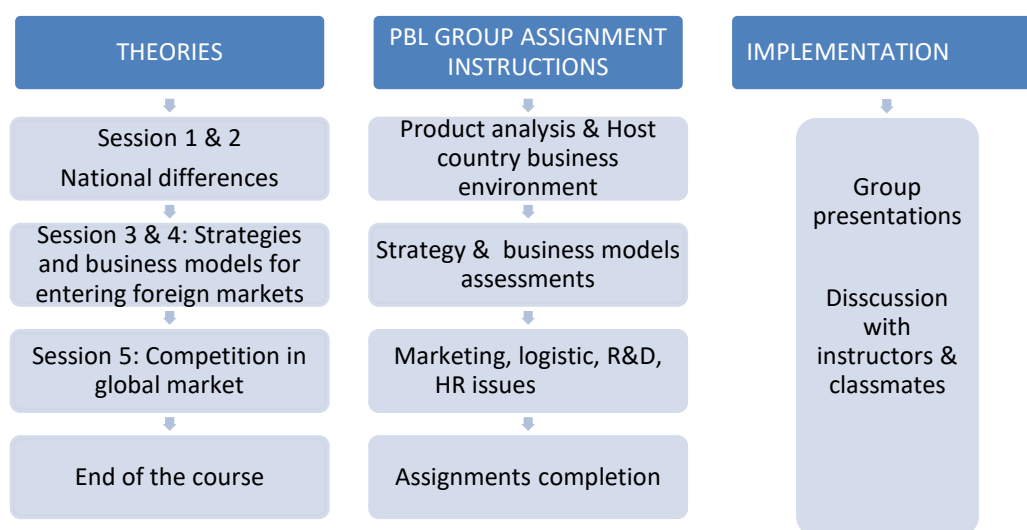 THEORIES
Session 1 & 2
National differences
Session 3 & 4: Strategies
and business models for
entering foreign markets
Session 5: Competition in
global market
End of the course
PBL GROUP ASSIGNMENT
INSTRUCTIONS
Product analysis & Host
country business
environment
Strategy & business models
assessments
Marketing, logistic, R&D,
HR issues
Assignments completion
IMPLEMENTATION
Group
presentations
Disscussion
with
instructors &
classmates